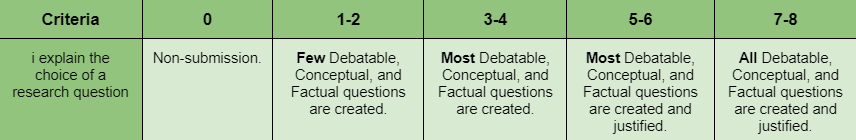 Criteria
0
1-2
3-4
5-6
7-8
i explain the
choice of a
research question
Non-submission.
Few Debatable,
Conceptual, and
Factual questions
are created.
Most Debatable,
Conceptual, and
Factual questions
are created.
Most Debatable,
Conceptual, and
Factual questions
are created and
justified.
All Debatable,
Conceptual, and
Factual questions
are created and
justified.